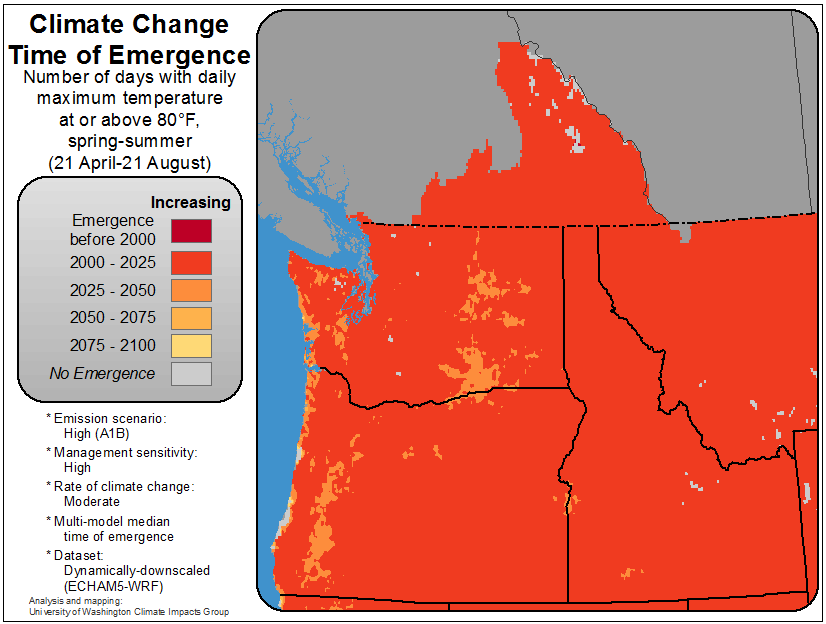 Climate Change
Time of Emergence
Number of days with daily
maximum temperature
at or above 80°F,
spring-summer
(21 April-21 August)
Increasing
Emergence
before 2000
2000 - 2025
2025 - 2050
2050 - 2075
2075 - 2100
No Emergence
* Emission scenario:
High (A1B)
* Management sensitivity:
High
* Rate of climate change:
Moderate
* Multi-model median
time of emergence
* Dataset:
Dynamically-downscaled
(ECHAM5-WRF)
Analysis and mapping:
University of Washington Climate Impacts Group